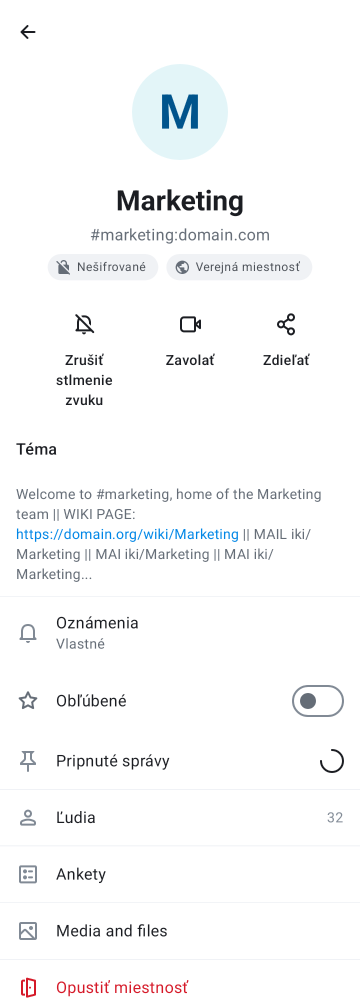 M
Marketing
#marketing:domain.com
Nešifrované
Verejná miestnosť
Zrušiť
stlmenie
zvuku
Zavolať
Zdieľať
Téma
Welcome to #marketing, home of the Marketing
team || WIKI PAGE:
https://domain.org/wiki/Marketing || MAIL iki/
Marketing || MAI iki/Marketing || MAI iki/
Marketing...
Oznámenia
Vlastné
Obľúbené
Pripnuté správy
Ľudia
32
Ankety
Media and files
Opustiť miestnosť